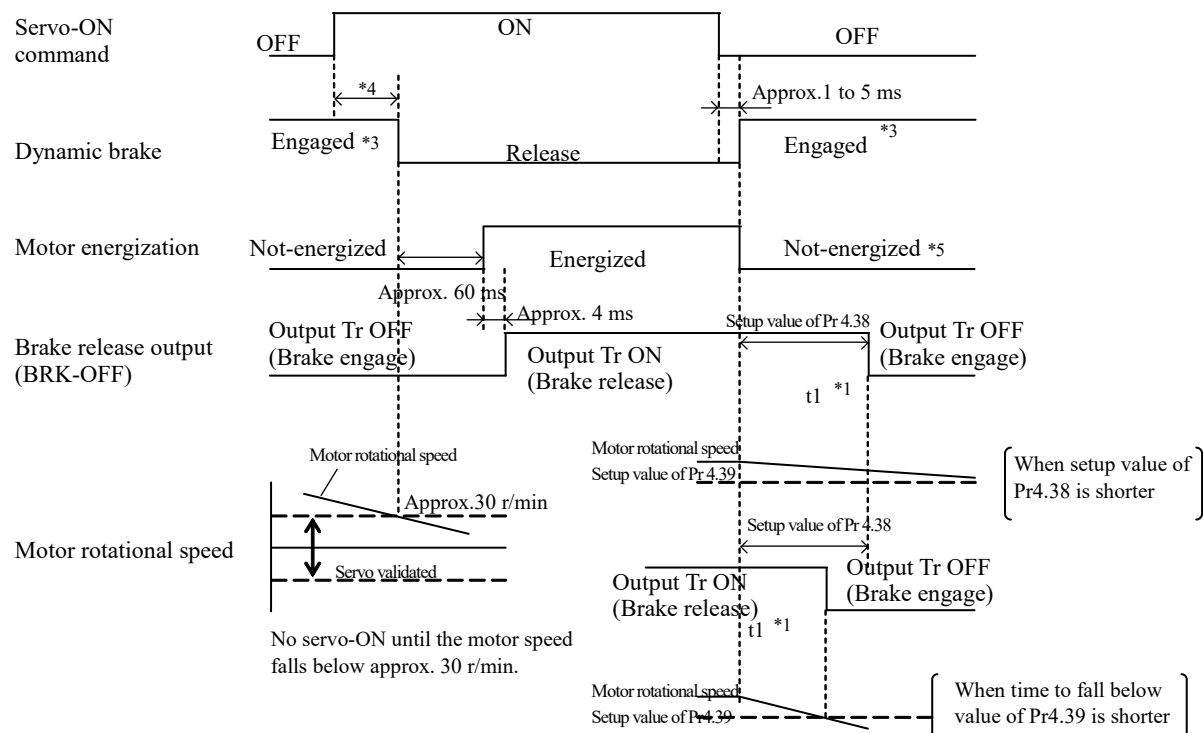 Servo-ON
command
OFF
ON
OFF
*4
Approx.1 to 5 ms
Dynamic brake
Engaged *3
Release
Engaged *3
Motor energization
Not-energized
Energized
Not-energized *5
Approx. 60 ms
Approx. 4 ms
Brake release output
(BRK-OFF)
Output Tr OFF
(Brake engage)
Output Tr ON
(Brake release)
Setup value of Pr 4.38
Output Tr OFF
(Brake engage)
t1 *1
Motor rotational speed
Motor rotational speed
Approx.30 r/min
Servo validated
No servo-ON until the motor speed
falls below approx. 30 r/min.
Motor rotational speed
Setup value of Pr 4.39
When setup value of
Pr4.38 is shorter
Setup value of Pr 4.38
Output Tr ON
(Brake release)
Output Tr OFF
(Brake engage)
t1 *1
Motor rotational speed
Setup value of Pr4.39
When time to fall below
value of Pr4.39 is shorter